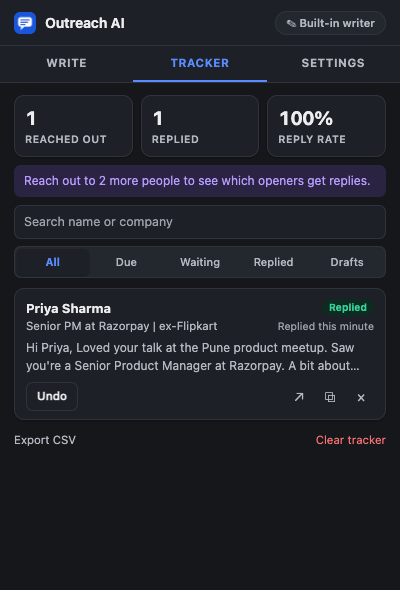 Outreach AI
✎ Built-in writer
WRITE
TRACKER
SETTINGS
1
REACHED OUT
1
REPLIED
100%
REPLY RATE
Reach out to 2 more people to see which openers get replies.
Search name or company
All
Due
Waiting
Replied
Drafts
Priya Sharma
Replied
Senior PM at Razorpay | ex-Flipkart
Replied this minute
Hi Priya, Loved your talk at the Pune product meetup. Saw
you're a Senior Product Manager at Razorpay. A bit about...
Undo
Export CSV
Clear tracker